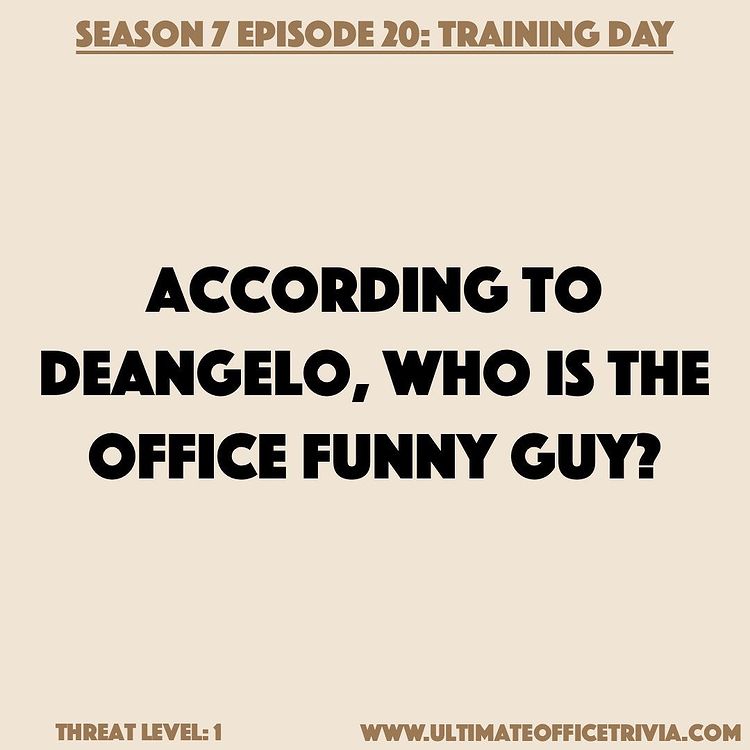 SEASON 7 EPISODE 20: TRAINING DAY
ACCORDING TO
DEANGELO, WHO IS THE
OFFICE FUNNY GUY?
THREAT LEVEL: 1
WWW.ULTIMATEOFFICETRIVIA.COM